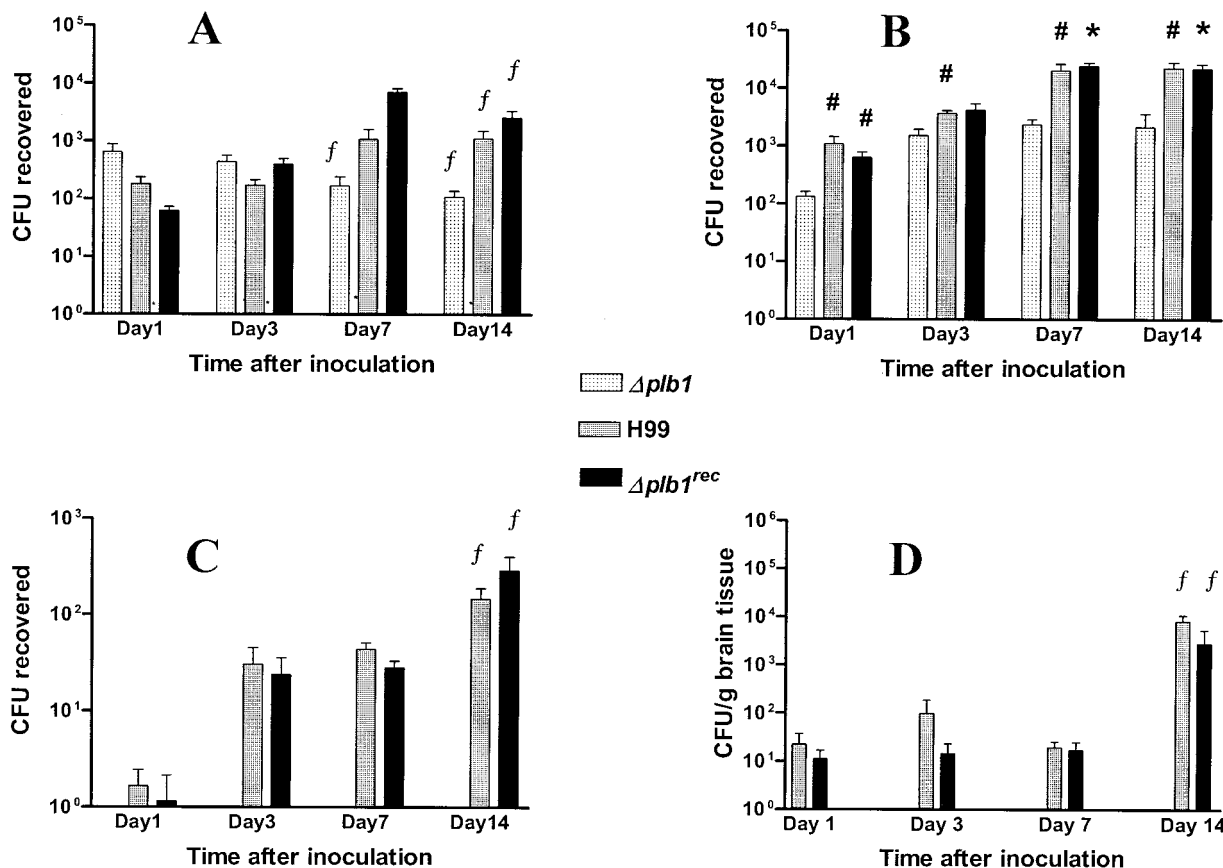 A
CFU recovered
10⁵
10⁴
10³
10²
10¹
10⁰
f
f
f
f
Day1 Day3 Day7 Day14
Time after inoculation
B
CFU recovered
10⁵
10⁴
10³
10²
10¹
10⁰
# # # # * # *
Day1 Day3 Day7 Day14
Time after inoculation
Δplb1
H99
Δplb1ʳᵉᶜ
C
CFU recovered
10³
10²
10¹
10⁰
f f
Day1 Day3 Day7 Day14
Time after inoculation
D
CFU/g brain tissue
10⁶
10⁵
10⁴
10³
10²
10¹
10⁰
f f
Day 1 Day 3 Day 7 Day 14
Time after inoculation